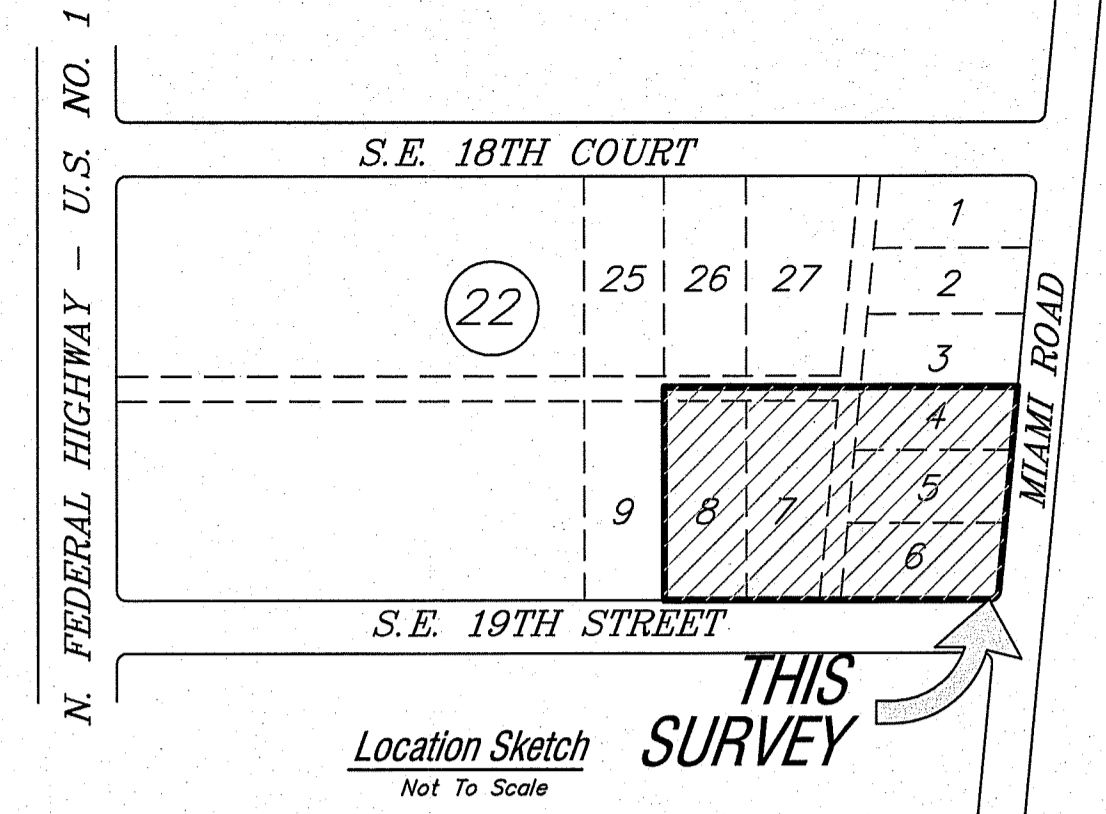 N. FEDERAL HIGHWAY – U.S. NO. 1
S.E. 18TH COURT
1
25 26 27
2
22
3
MIAMI ROAD
4
5
9 8 7
6
S.E. 19TH STREET
THIS
SURVEY
Location Sketch
Not To Scale